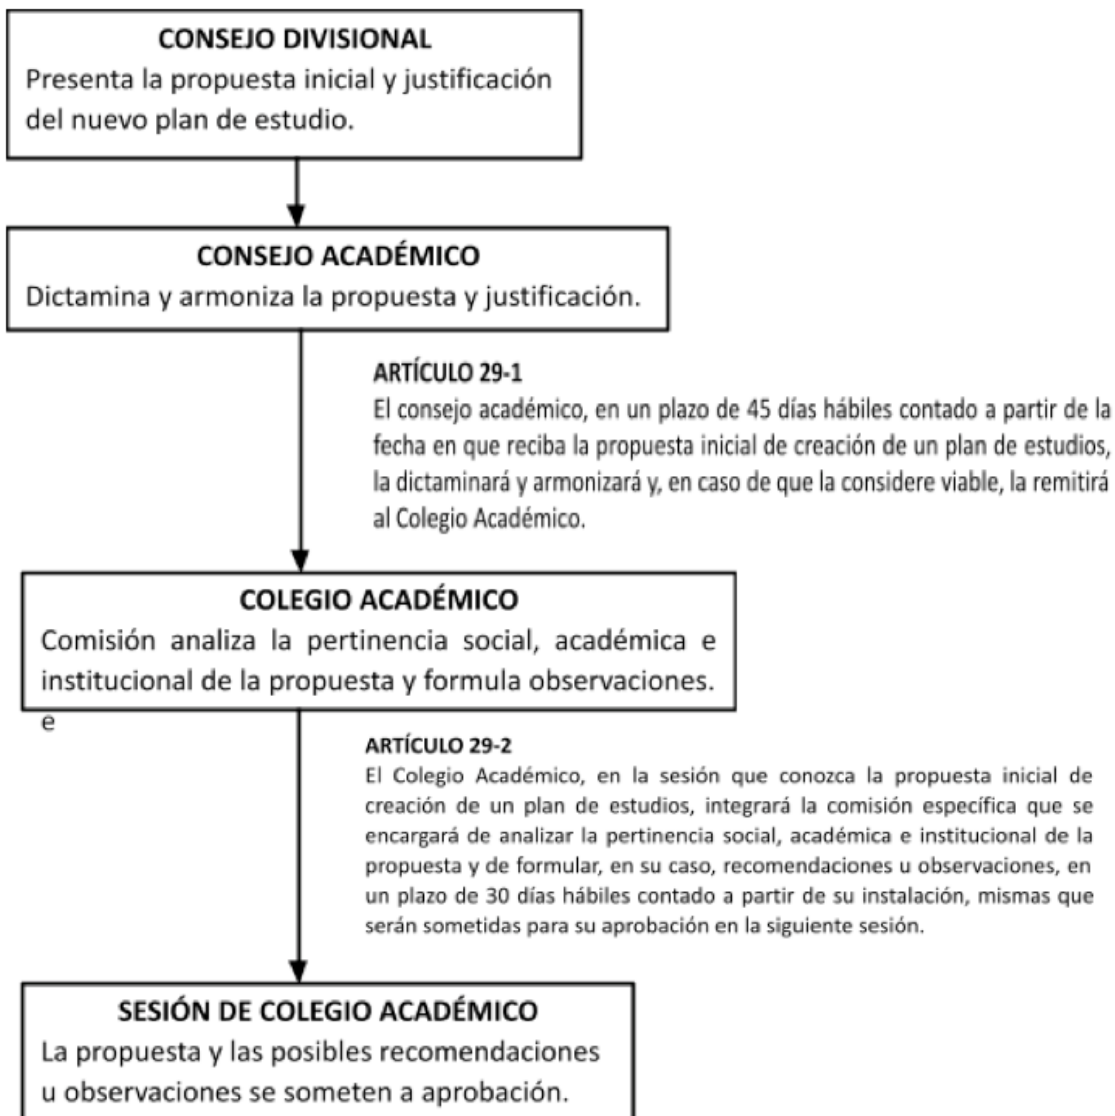 CONSEJO DIVISIONAL
Presenta la propuesta inicial y justificación
del nuevo plan de estudio.
CONSEJO ACADÉMICO
Dictamina y armoniza la propuesta y justificación.
ARTÍCULO 29-1
El consejo académico, en un plazo de 45 días hábiles contado a partir de la
fecha en que reciba la propuesta inicial de creación de un plan de estudios,
la dictaminará y armonizará y, en caso de que la considere viable, la remitirá
al Colegio Académico.
COLEGIO ACADÉMICO
Comisión analiza la pertinencia social, académica e
institucional de la propuesta y formula observaciones.
e
ARTÍCULO 29-2
El Colegio Académico, en la sesión que conozca la propuesta inicial de
creación de un plan de estudios, integrará la comisión específica que se
encargará de analizar la pertinencia social, académica e institucional de la
propuesta y de formular, en su caso, recomendaciones u observaciones, en
un plazo de 30 días hábiles contado a partir de su instalación, mismas que
serán sometidas para su aprobación en la siguiente sesión.
SESIÓN DE COLEGIO ACADÉMICO
La propuesta y las posibles recomendaciones
u observaciones se someten a aprobación.